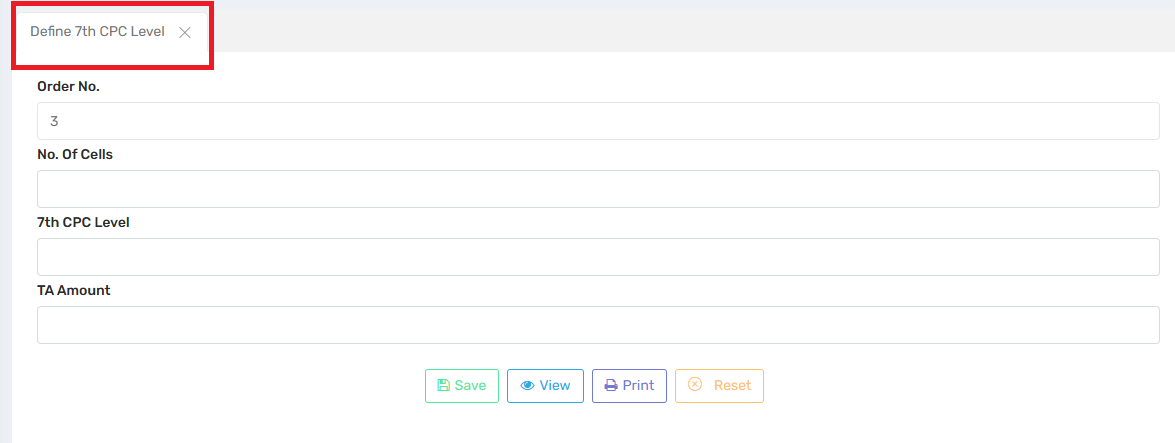 Define 7th CPC Level
Order No.
3
No. Of Cells
7th CPC Level
TA Amount
Save View Print Reset